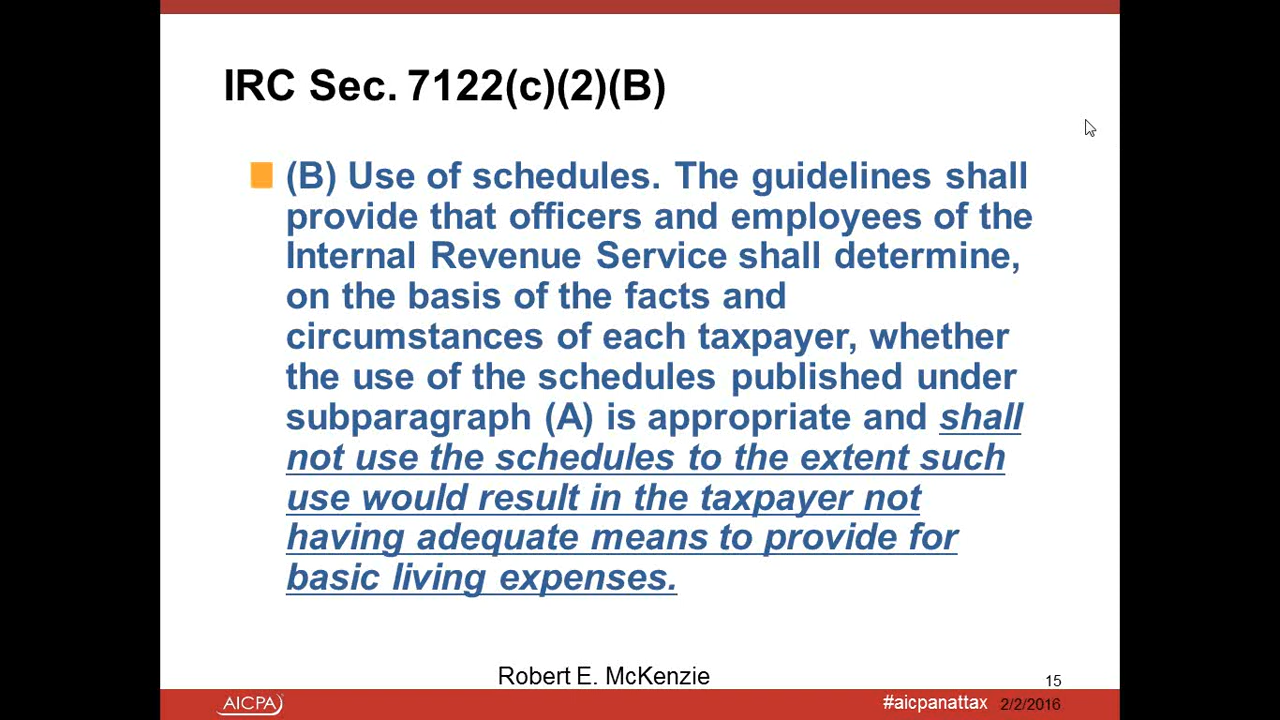 IRC Sec. 7122(c)(2)(B)
(B) Use of schedules. The guidelines shall
provide that officers and employees of the
Internal Revenue Service shall determine,
on the basis of the facts and
circumstances of each taxpayer, whether
the use of the schedules published under
subparagraph (A) is appropriate and shall
not use the schedules to the extent such
use would result in the taxpayer not
having adequate means to provide for
basic living expenses.
Robert E. McKenzie
15
AICPA
#aicpanattax 2/2/2016